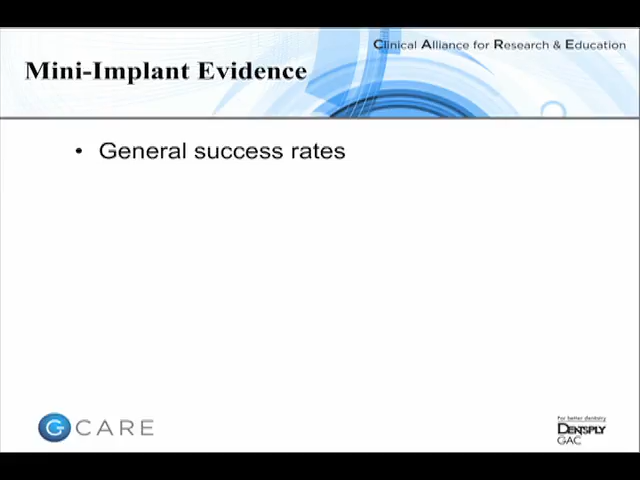 Clinical Alliance for Research & Education
Mini-Implant Evidence
• General success rates
G CARE
For better dentistry
DENTSPLY
GAC